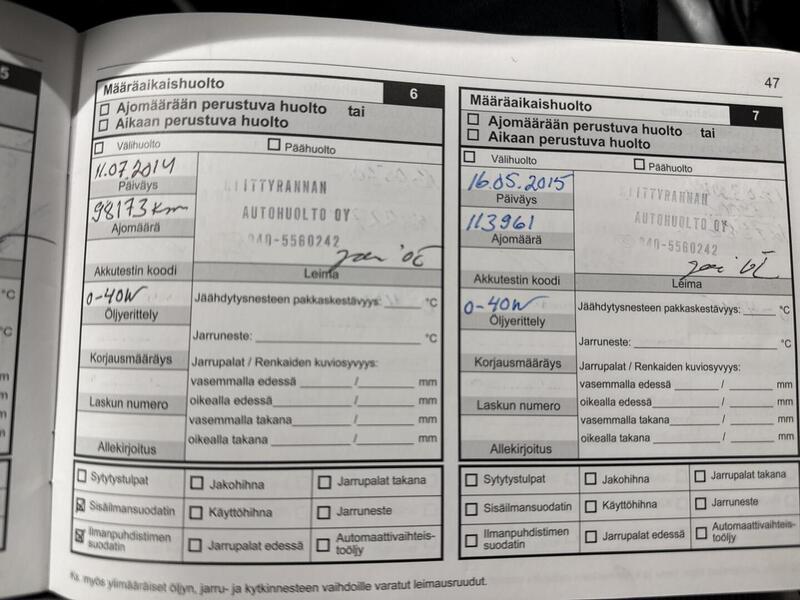 5
Määräaikaishuolto 6
Ajomäärään perustuva huolto tai
Aikaan perustuva huolto
Välihuolto Päähuolto
11.07.2014
Päiväys
98173 km
Ajomäärä
LIITTYRANNAN
AUTOHUOLTO OY
040-5560242
Akkutestin koodi
Leima
0-40W
Öljyerittely
Jäähdytysnesteen pakkaskestävyys: °C
Jarruneste: °C
Korjausmääräys
Jarrupalat / Renkaiden kuviosyvyys:
vasemmalla edessä / mm
Laskun numero
oikealla edessä / mm
vasemmalla takana / mm
Allekirjoitus
oikealla takana / mm
Sytytystulpat Jakohihna Jarrupalat takana
Sisäilmansuodatin Käyttöhihna Jarruneste
Ilmanpuhdistimen suodatin Jarrupalat edessä Automaattivaihteis-
tööljy
47
Määräaikaishuolto 7
Ajomäärään perustuva huolto tai
Aikaan perustuva huolto
Välihuolto Päähuolto
16.05.2015
Päiväys
113961
Ajomäärä
AUTOHUOLTO OY
040-5560242
Akkutestin koodi
Leima
0-40W
Öljyerittely
Jäähdytysnesteen pakkaskestävyys: °C
Jarruneste: °C
Korjausmääräys
Jarrupalat / Renkaiden kuviosyvyys:
vasemmalla edessä / mm
Laskun numero
oikealla edessä / mm
vasemmalla takana / mm
Allekirjoitus
oikealla takana / mm
Sytytystulpat Jakohihna Jarrupalat takana
Sisäilmansuodatin Käyttöhihna Jarruneste
Ilmanpuhdistimen suodatin Jarrupalat edessä Automaattivaihteis-
tööljy
Ks. myös ylimääräiset öljyn, jarru- ja kytkinnesteen vaihdoille varatut leimausruudut.